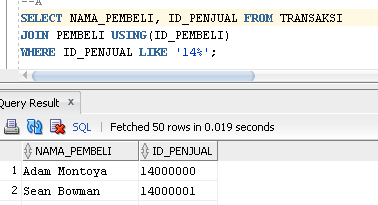 --A
SELECT NAMA_PEMBELI, ID_PENJUAL FROM TRANSAKSI
JOIN PEMBELI USING(ID_PEMBELI)
WHERE ID_PENJUAL LIKE '14%';
Query Result x
SQL | Fetched 50 rows in 0.019 seconds
NAMA_PEMBELI ID_PENJUAL
1 Adam Montoya 14000000
2 Sean Bowman 14000001